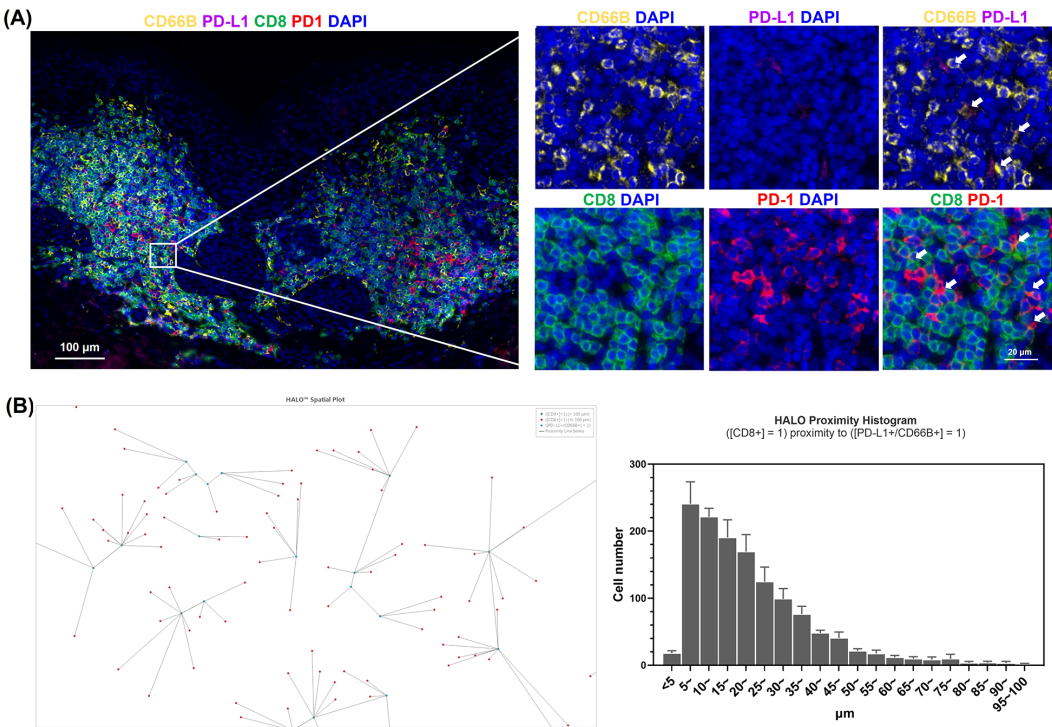 (A)
CD66B PD-L1 CD8 PD1 DAPI
100 μm
CD66B DAPI
PD-L1 DAPI
CD66B PD-L1
CD8 DAPI
PD-1 DAPI
CD8 PD-1
20 μm
(B)
HALO™ Spatial Plot
Proximity Line Series
HALO Proximity Histogram
([CD8+] = 1) proximity to ([PD-L1+/CD66B+] = 1)
Cell number
300
200
100
0
<5
5~
10~
15~
20~
25~
30~
35~
40~
45~
50~
55~
60~
65~
70~
75~
80~
85~
90~
95~100
μm